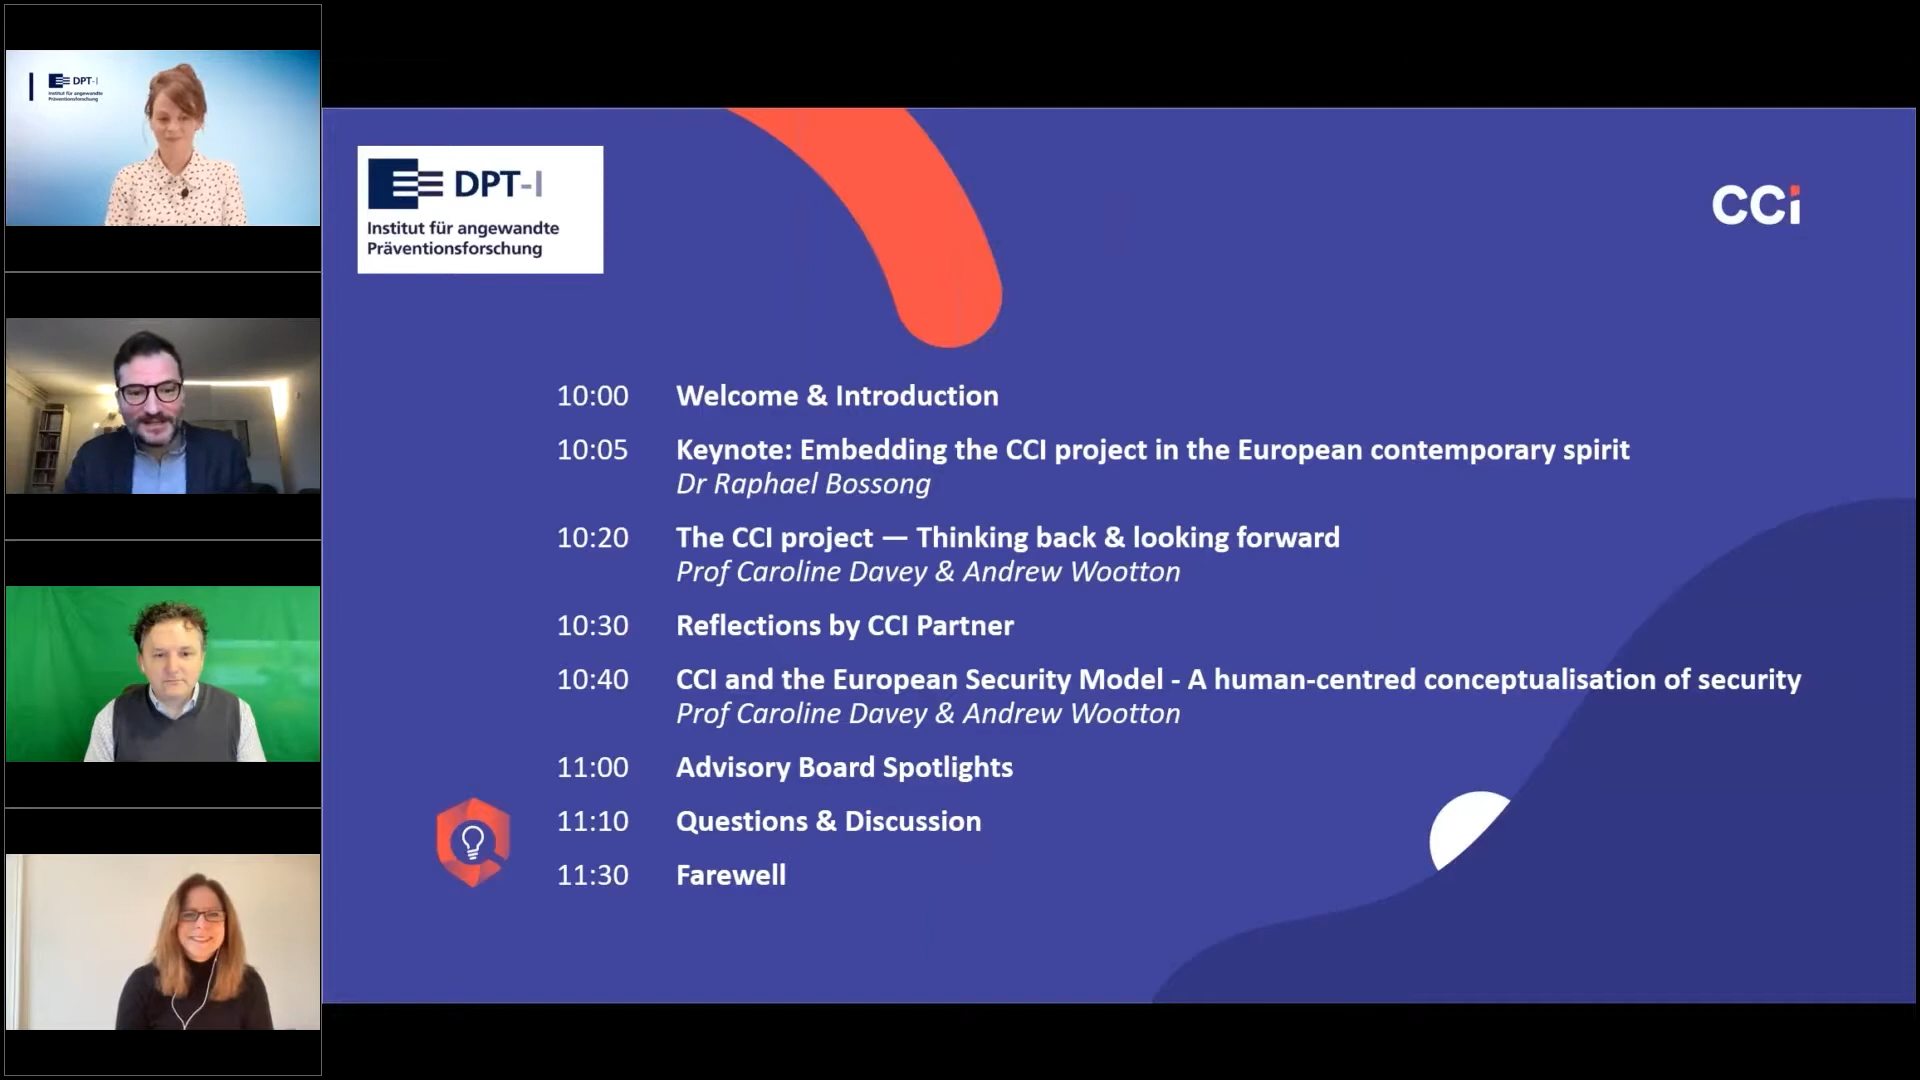 DPT-I
Institut für angewandte
Präventionsforschung
DPT-I
Institut für angewandte
Präventionsforschung
CCi
10:00 Welcome & Introduction
10:05 Keynote: Embedding the CCI project in the European contemporary spirit
Dr Raphael Bossong
10:20 The CCI project — Thinking back & looking forward
Prof Caroline Davey & Andrew Wootton
10:30 Reflections by CCI Partner
10:40 CCI and the European Security Model - A human-centred conceptualisation of security
Prof Caroline Davey & Andrew Wootton
11:00 Advisory Board Spotlights
11:10 Questions & Discussion
11:30 Farewell